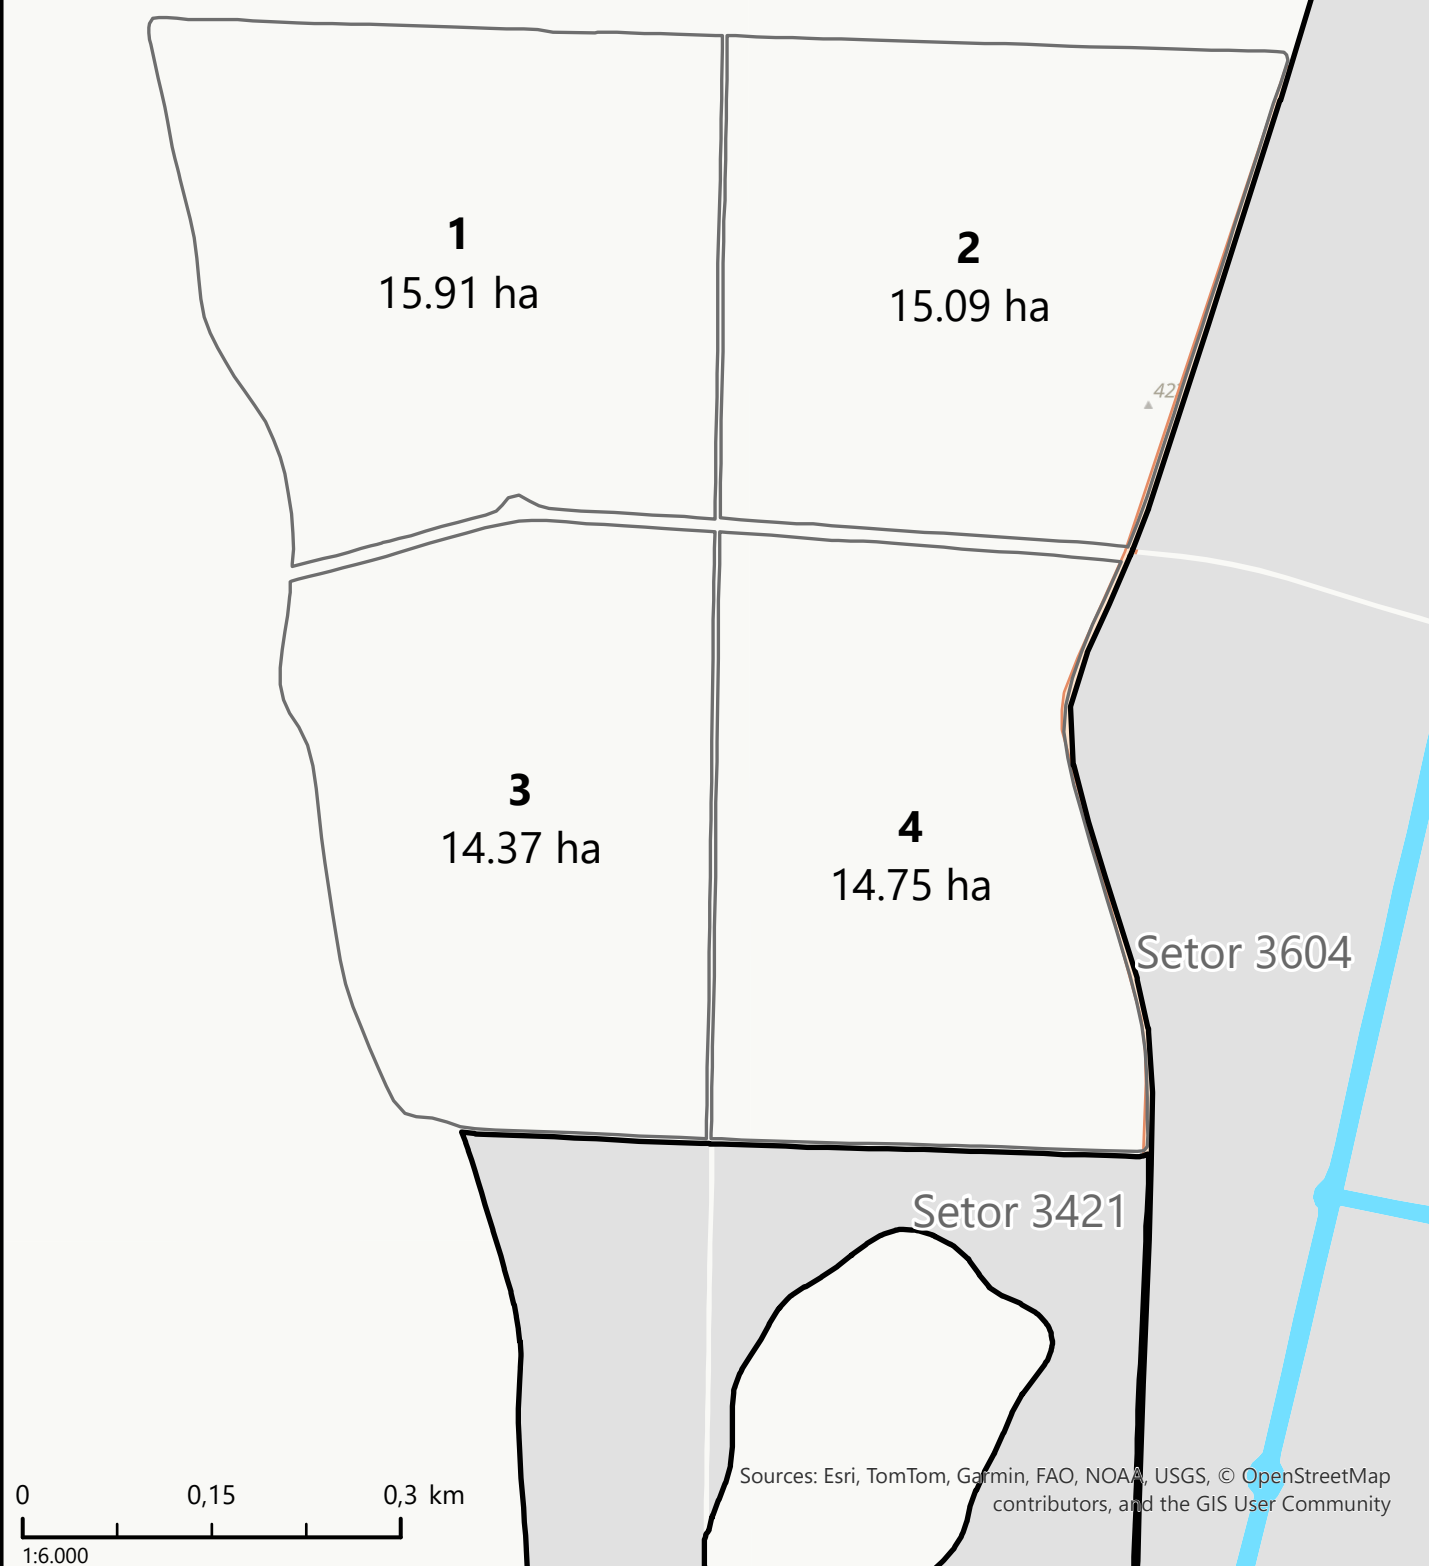 1
15.91 ha
2
15.09 ha
3
14.37 ha
4
14.75 ha
Setor 3604
Setor 3421
Sources: Esri, TomTom, Garmin, FAO, NOAA, USGS, © OpenStreetMap
contributors, and the GIS User Community
0 0,15 0,3 km
1:6.000